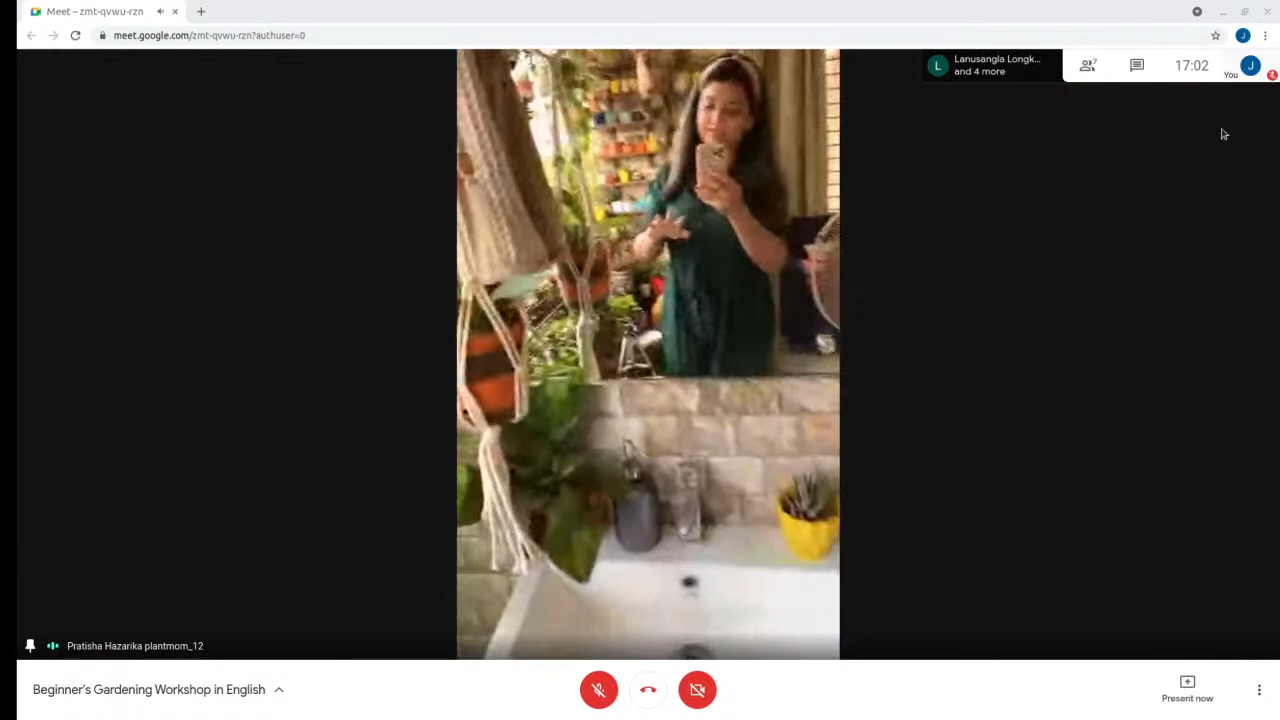 Meet – zmt-qvwu-rzn
meet.google.com/zmt-qvwu-rzn?authuser=0
J
L
Lanusangla Longk...
and 4 more
7
17:02
You
J
Pratisha Hazarika plantmom_12
Beginner's Gardening Workshop in English
Present now